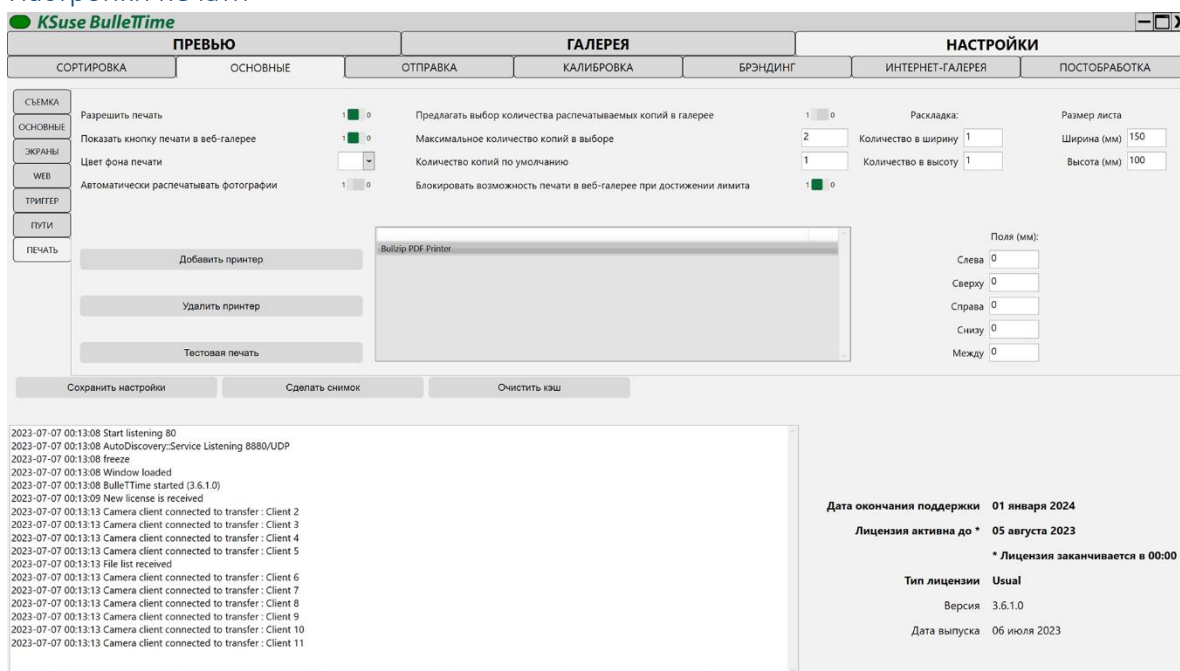 KSuse BulleTTime
ПРЕВЬЮ ГАЛЕРЕЯ НАСТРОЙКИ
СОРТИРОВКА ОСНОВНЫЕ ОТПРАВКА КАЛИБРОВКА БРЭНДИНГ ИНТЕРНЕТ-ГАЛЕРЕЯ ПОСТОБРАБОТКА
СЪЕМКА
ОСНОВНЫЕ
ЭКРАНЫ
WEB
ТРИГГЕР
ПУТИ
ПЕЧАТЬ
Разрешить печать 1 0
Показать кнопку печати в веб-галерее 1 0
Цвет фона печати
Автоматически распечатывать фотографии 1 0
Предлагать выбор количества распечатываемых копий в галерее 1 0
Максимальное количество копий в выборе 2
Количество копий по умолчанию 1
Блокировать возможность печати в веб-галерее при достижении лимита 1 0
Раскладка:
Количество в ширину 1
Количество в высоту 1
Размер листа
Ширина (мм) 150
Высота (мм) 100
Добавить принтер
Удалить принтер
Тестовая печать
Bullzip PDF Printer
Поля (мм):
Слева 0
Сверху 0
Справа 0
Снизу 0
Между 0
Сохранить настройки Сделать снимок Очистить кэш
2023-07-07 00:13:08 Start listening 80
2023-07-07 00:13:08 AutoDiscovery::Service Listening 8880/UDP
2023-07-07 00:13:08 freeze
2023-07-07 00:13:08 Window loaded
2023-07-07 00:13:08 BulleTTime started (3.6.1.0)
2023-07-07 00:13:09 New license is received
2023-07-07 00:13:13 Camera client connected to transfer : Client 2
2023-07-07 00:13:13 Camera client connected to transfer : Client 3
2023-07-07 00:13:13 Camera client connected to transfer : Client 4
2023-07-07 00:13:13 Camera client connected to transfer : Client 5
2023-07-07 00:13:13 File list received
2023-07-07 00:13:13 Camera client connected to transfer : Client 6
2023-07-07 00:13:13 Camera client connected to transfer : Client 7
2023-07-07 00:13:13 Camera client connected to transfer : Client 8
2023-07-07 00:13:13 Camera client connected to transfer : Client 9
2023-07-07 00:13:13 Camera client connected to transfer : Client 10
2023-07-07 00:13:13 Camera client connected to transfer : Client 11
Дата окончания поддержки 01 января 2024
Лицензия активна до * 05 августа 2023
* Лицензия заканчивается в 00:00
Тип лицензии Usual
Версия 3.6.1.0
Дата выпуска 06 июля 2023